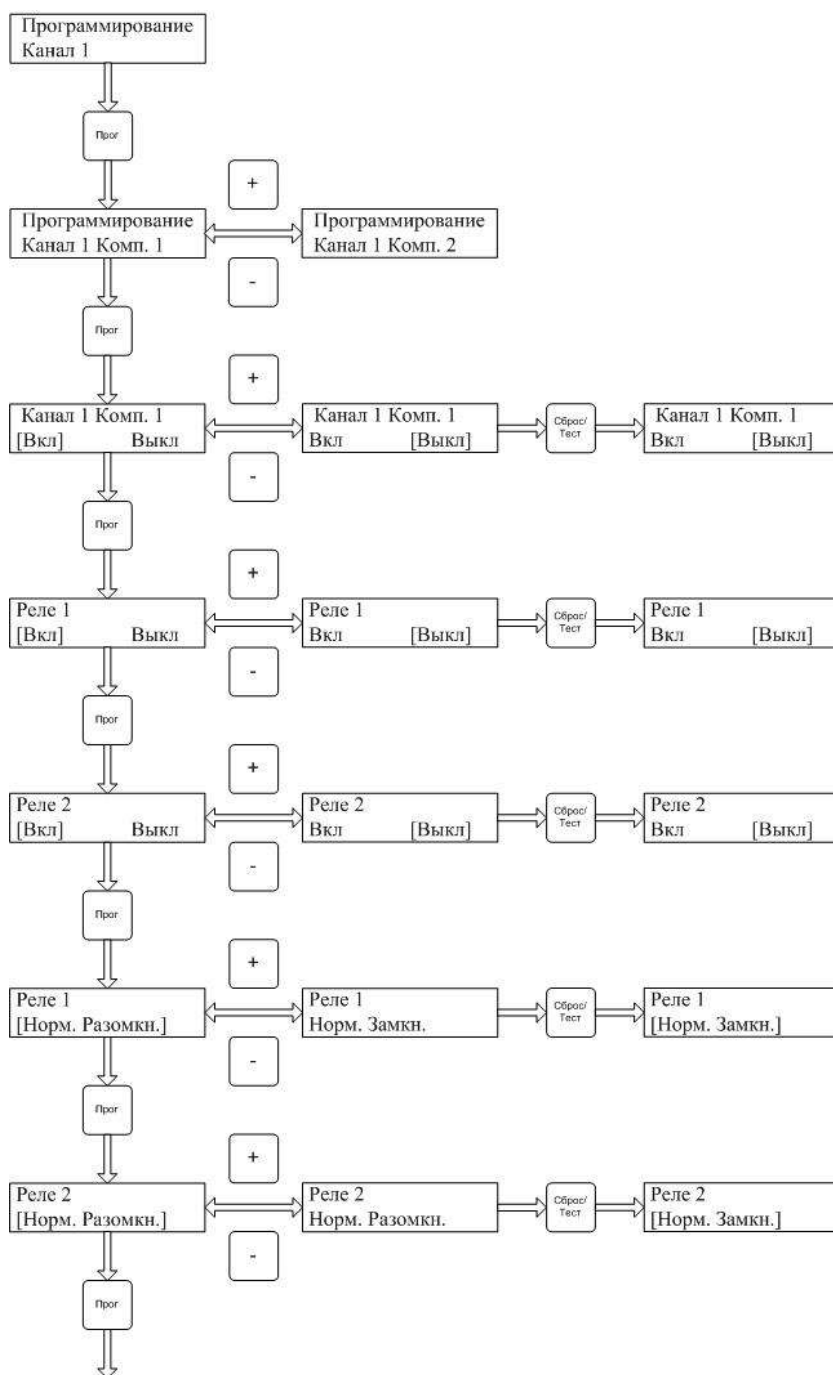 Программирование
Канал 1
Прог
+
Программирование
Канал 1 Комп. 1
Программирование
Канал 1 Комп. 2
-
Прог
+
Канал 1 Комп. 1
[Вкл] Выкл
Канал 1 Комп. 1
Вкл [Выкл]
Сброс/
Тест
Канал 1 Комп. 1
Вкл [Выкл]
-
Прог
+
Реле 1
[Вкл] Выкл
Реле 1
Вкл [Выкл]
Сброс/
Тест
Реле 1
Вкл [Выкл]
-
Прог
+
Реле 2
[Вкл] Выкл
Реле 2
Вкл [Выкл]
Сброс/
Тест
Реле 2
Вкл [Выкл]
-
Прог
+
Реле 1
[Норм. Разомкн.]
Реле 1
Норм. Замкн.
Сброс/
Тест
Реле 1
[Норм. Замкн.]
-
Прог
+
Реле 2
[Норм. Разомкн.]
Реле 2
Норм. Разомкн.
Сброс/
Тест
Реле 2
[Норм. Замкн.]
-
Прог